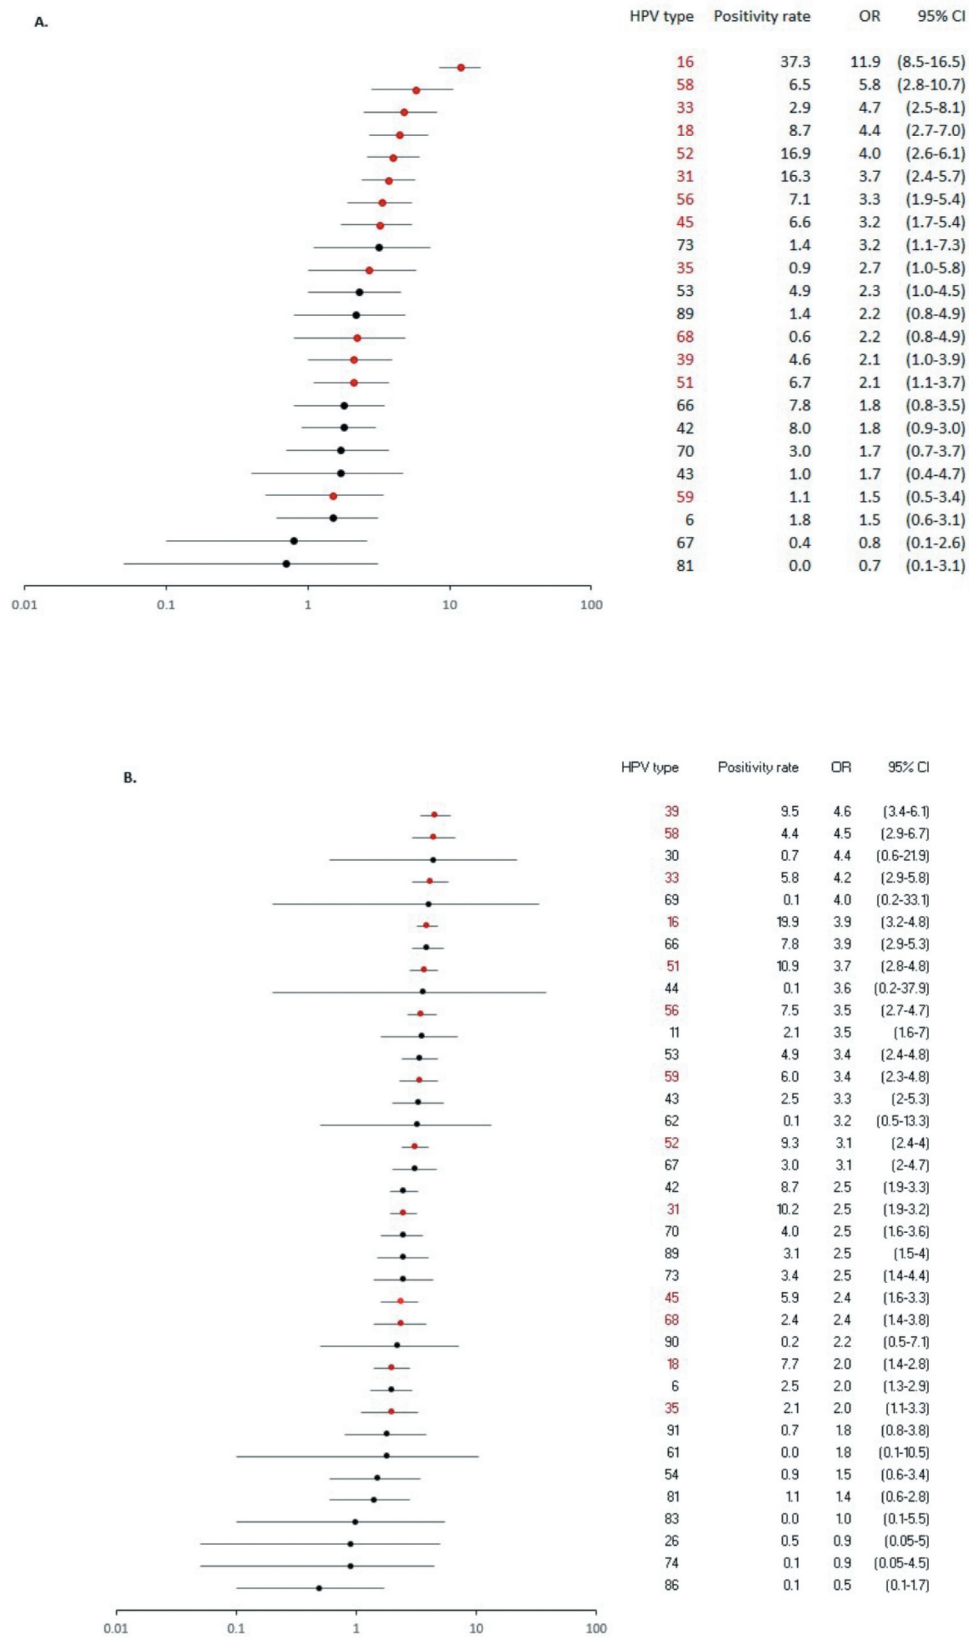 A.
HPV type Positivity rate OR 95% CI
16 37.3 11.9 (8.5-16.5)
58 6.5 5.8 (2.8-10.7)
33 2.9 4.7 (2.5-8.1)
18 8.7 4.4 (2.7-7.0)
52 16.9 4.0 (2.6-6.1)
31 16.3 3.7 (2.4-5.7)
56 7.1 3.3 (1.9-5.4)
45 6.6 3.2 (1.7-5.4)
73 1.4 3.2 (1.1-7.3)
35 0.9 2.7 (1.0-5.8)
53 4.9 2.3 (1.0-4.5)
89 1.4 2.2 (0.8-4.9)
68 0.6 2.2 (0.8-4.9)
39 4.6 2.1 (1.0-3.9)
51 6.7 2.1 (1.1-3.7)
66 7.8 1.8 (0.8-3.5)
42 8.0 1.8 (0.9-3.0)
70 3.0 1.7 (0.7-3.7)
43 1.0 1.7 (0.4-4.7)
59 1.1 1.5 (0.5-3.4)
6 1.8 1.5 (0.6-3.1)
67 0.4 0.8 (0.1-2.6)
81 0.0 0.7 (0.1-3.1)
0.01 0.1 1 10 100
B.
HPV type Positivity rate OR 95% CI
39 9.5 4.6 (3.4-6.1)
58 4.4 4.5 (2.9-6.7)
30 0.7 4.4 (0.6-21.9)
33 5.8 4.2 (2.9-5.8)
69 0.1 4.0 (0.2-33.1)
16 19.9 3.9 (3.2-4.8)
66 7.8 3.9 (2.9-5.3)
51 10.9 3.7 (2.8-4.8)
44 0.1 3.6 (0.2-37.9)
56 7.5 3.5 (2.7-4.7)
11 2.1 3.5 (1.6-7)
53 4.9 3.4 (2.4-4.8)
59 6.0 3.4 (2.3-4.8)
43 2.5 3.3 (2-5.3)
62 0.1 3.2 (0.5-13.3)
52 9.3 3.1 (2.4-4)
67 3.0 3.1 (2-4.7)
42 8.7 2.5 (1.9-3.3)
31 10.2 2.5 (1.9-3.2)
70 4.0 2.5 (1.6-3.6)
89 3.1 2.5 (1.5-4)
73 3.4 2.5 (1.4-4.4)
45 5.9 2.4 (1.6-3.3)
68 2.4 2.4 (1.4-3.8)
90 0.2 2.2 (0.5-7.1)
18 7.7 2.0 (1.4-2.8)
6 2.5 2.0 (1.3-2.9)
35 2.1 2.0 (1.1-3.3)
91 0.7 1.8 (0.8-3.8)
61 0.0 1.8 (0.1-10.5)
54 0.9 1.5 (0.6-3.4)
81 1.1 1.4 (0.6-2.8)
83 0.0 1.0 (0.1-5.5)
26 0.5 0.9 (0.05-5)
74 0.1 0.9 (0.05-4.5)
86 0.1 0.5 (0.1-1.7)
0.01 0.1 1 10 100